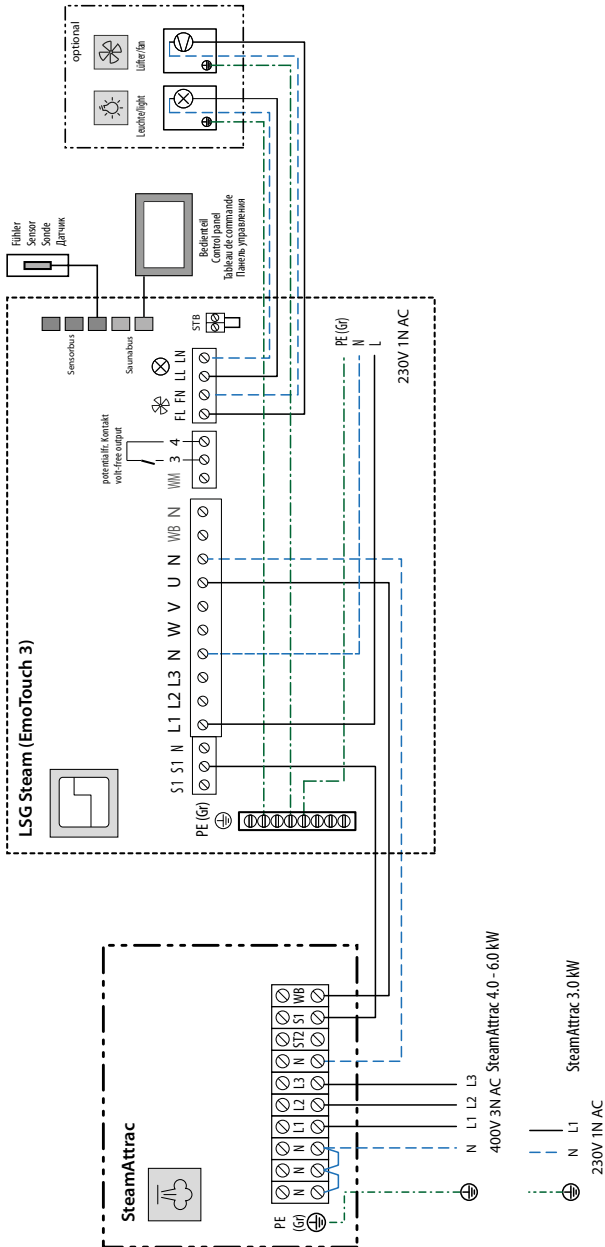 SteamAttrac
PE
(Gr)
N
N
N
L1
L2
L3
N
ST2
S1
WB
N
L1
L2
L3
400V 3N AC
SteamAttrac 4.0 - 6.0 kW
N
L1
230V 1N AC
SteamAttrac 3.0 kW
LSG Steam (EmoTouch 3)
PE (Gr)
S1 S1 N
L1 L2 L3 N W V U N WB N
WM 3 4
potentialfr. Kontakt
volt-free output
FL FN LL LN
STB
Sensorbus
Saunabus
PE (Gr)
N
L
230V 1N AC
Fühler
Sensor
Sonde
Датчик
Bedienteil
Control panel
Tableau de commande
Панель управления
optional
Leuchte/light
Lüfter/fan